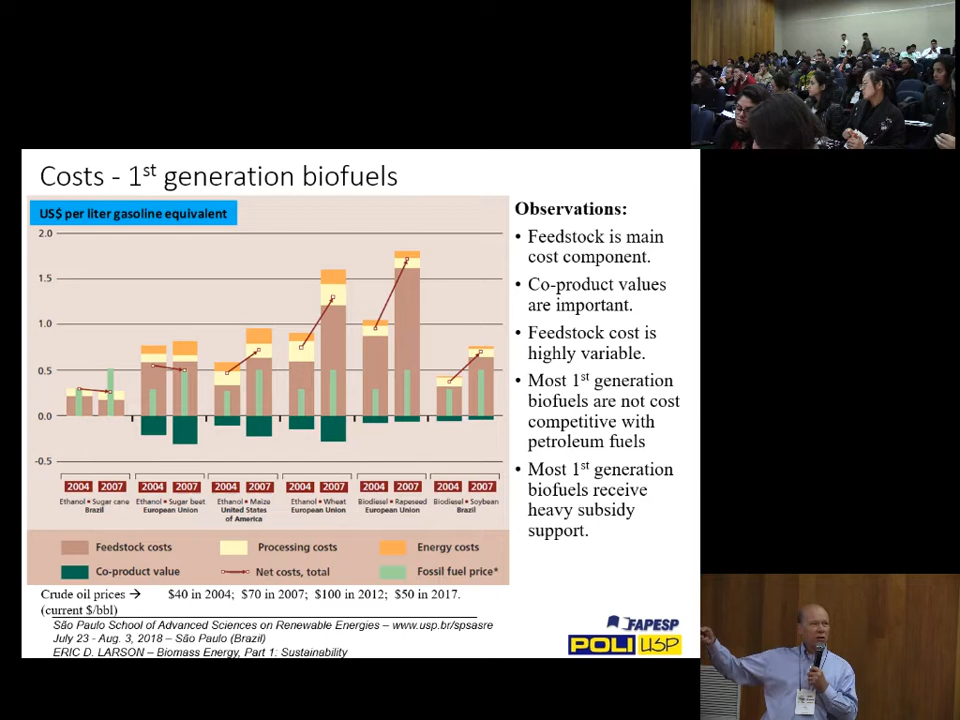 Costs - 1st generation biofuels
US$ per liter gasoline equivalent
2.0
1.5
1.0
0.5
0.0
-0.5
2004 2007 2004 2007 2004 2007 2004 2007 2004 2007 2004 2007
Ethanol • Sugar cane Ethanol • Sugar beet Ethanol • Maize Ethanol • Wheat Biodiesel • Rapeseed Biodiesel • Soybean
Brazil European Union United States European Union European Union Brazil
of America
Feedstock costs Processing costs Energy costs
Co-product value Net costs, total Fossil fuel price*
Observations:
• Feedstock is main
cost component.
• Co-product values
are important.
• Feedstock cost is
highly variable.
• Most 1st generation
biofuels are not cost
competitive with
petroleum fuels
• Most 1st generation
biofuels receive
heavy subsidy
support.
Crude oil prices → $40 in 2004; $70 in 2007; $100 in 2012; $50 in 2017.
(current $/bbl)
São Paulo School of Advanced Sciences on Renewable Energies – www.usp.br/spsasre
July 23 - Aug. 3, 2018 – São Paulo (Brazil)
ERIC D. LARSON – Biomass Energy, Part 1: Sustainability
FAPESP
POLI USP